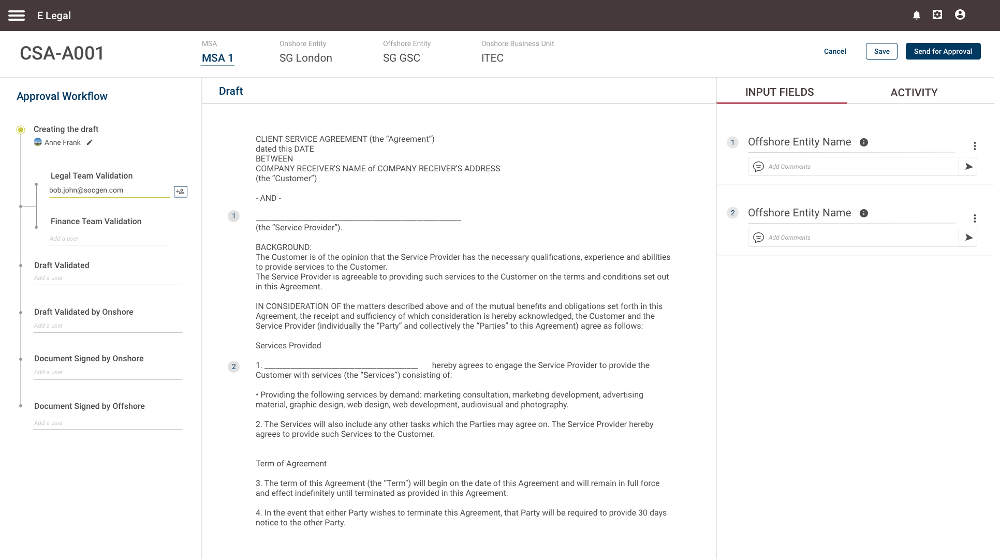 E Legal
CSA-A001
MSA
MSA 1
Onshore Entity
SG London
Offshore Entity
SG GSC
Onshore Business Unit
ITEC
Cancel
Save
Send for Approval
Approval Workflow
Creating the draft
Anne Frank
Legal Team Validation
bob.john@socgen.com
Finance Team Validation
Add a user
Draft Validated
Add a user
Draft Validated by Onshore
Add a user
Document Signed by Onshore
Add a user
Document Signed by Offshore
Add a user
Draft
CLIENT SERVICE AGREEMENT (the “Agreement”)
dated this DATE
BETWEEN
COMPANY RECEIVER'S NAME of COMPANY RECEIVER'S ADDRESS
(the “Customer”)
- AND -
1 _______________________________________________
(the “Service Provider”).
BACKGROUND:
The Customer is of the opinion that the Service Provider has the necessary qualifications, experience and abilities
to provide services to the Customer.
The Service Provider is agreeable to providing such services to the Customer on the terms and conditions set out
in this Agreement.
IN CONSIDERATION OF the matters described above and of the mutual benefits and obligations set forth in this
Agreement, the receipt and sufficiency of which consideration is hereby acknowledged, the Customer and the
Service Provider (individually the “Party” and collectively the “Parties” to this Agreement) agree as follows:
Services Provided
2 1. ___________________________________ hereby agrees to engage the Service Provider to provide the
Customer with services (the “Services”) consisting of:
• Providing the following services by demand: marketing consultation, marketing development, advertising
material, graphic design, web design, web development, audiovisual and photography.
2. The Services will also include any other tasks which the Parties may agree on. The Service Provider hereby
agrees to provide such Services to the Customer.
Term of Agreement
3. The term of this Agreement (the “Term”) will begin on the date of this Agreement and will remain in full force
and effect indefinitely until terminated as provided in this Agreement.
4. In the event that either Party wishes to terminate this Agreement, that Party will be required to provide 30 days
notice to the other Party.
INPUT FIELDS
ACTIVITY
1 Offshore Entity Name
Add Comments
2 Offshore Entity Name
Add Comments